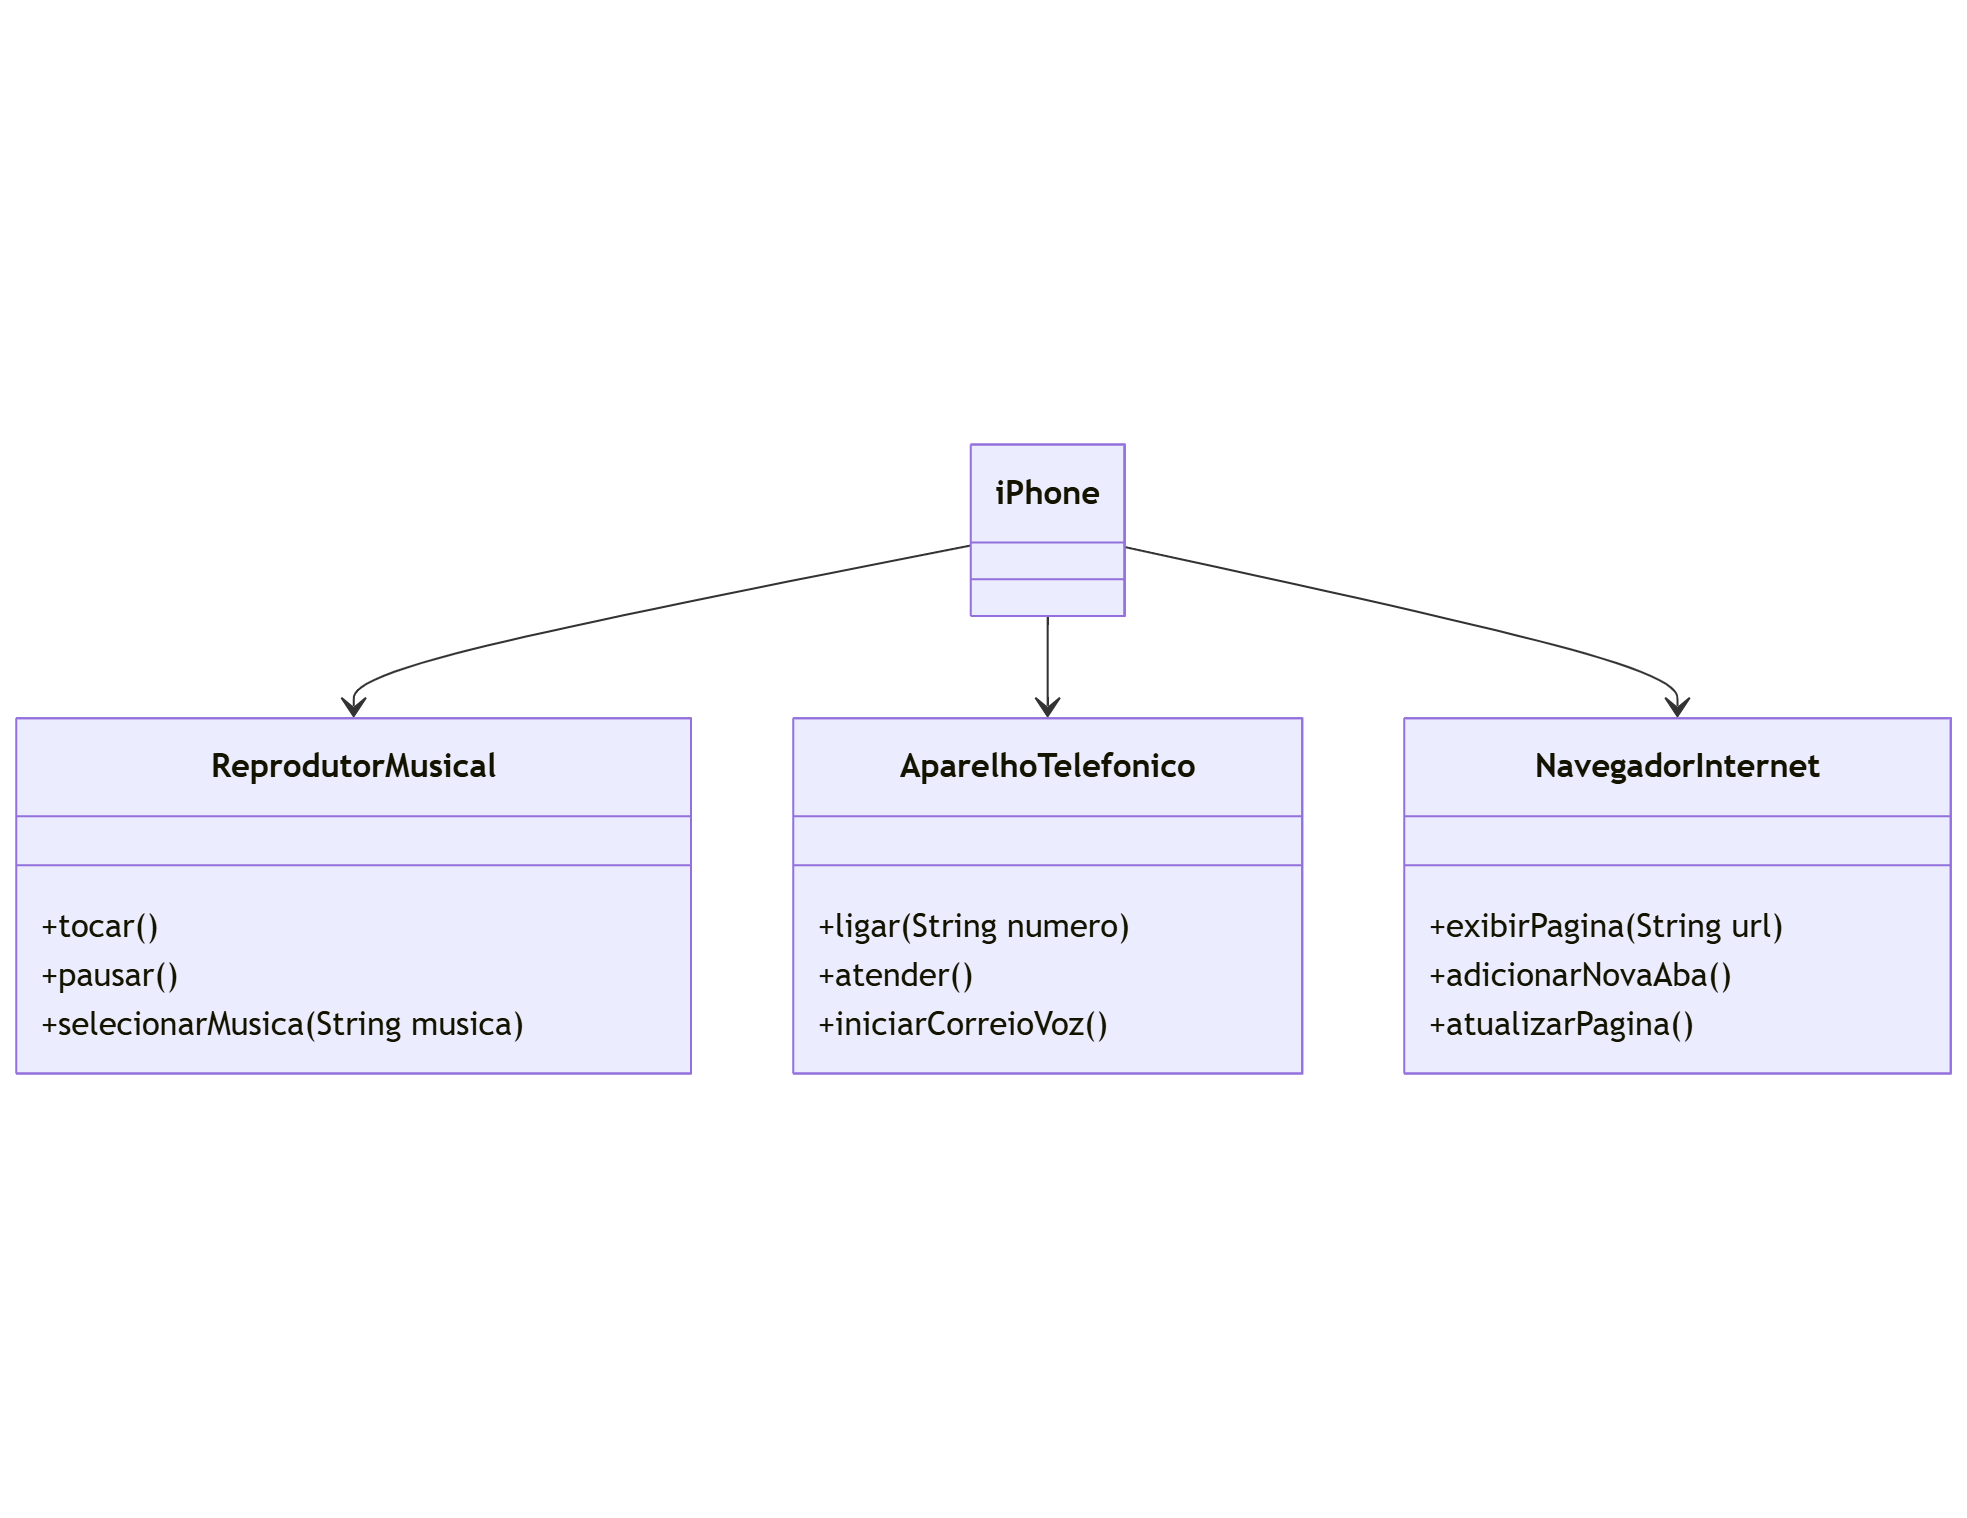 iPhone
ReprodutorMusical
+tocar()
+pausar()
+selecionarMusica(String musica)
AparelhoTelefonico
+ligar(String numero)
+atender()
+iniciarCorreioVoz()
NavegadorInternet
+exibirPagina(String url)
+adicionarNovaAba()
+atualizarPagina()